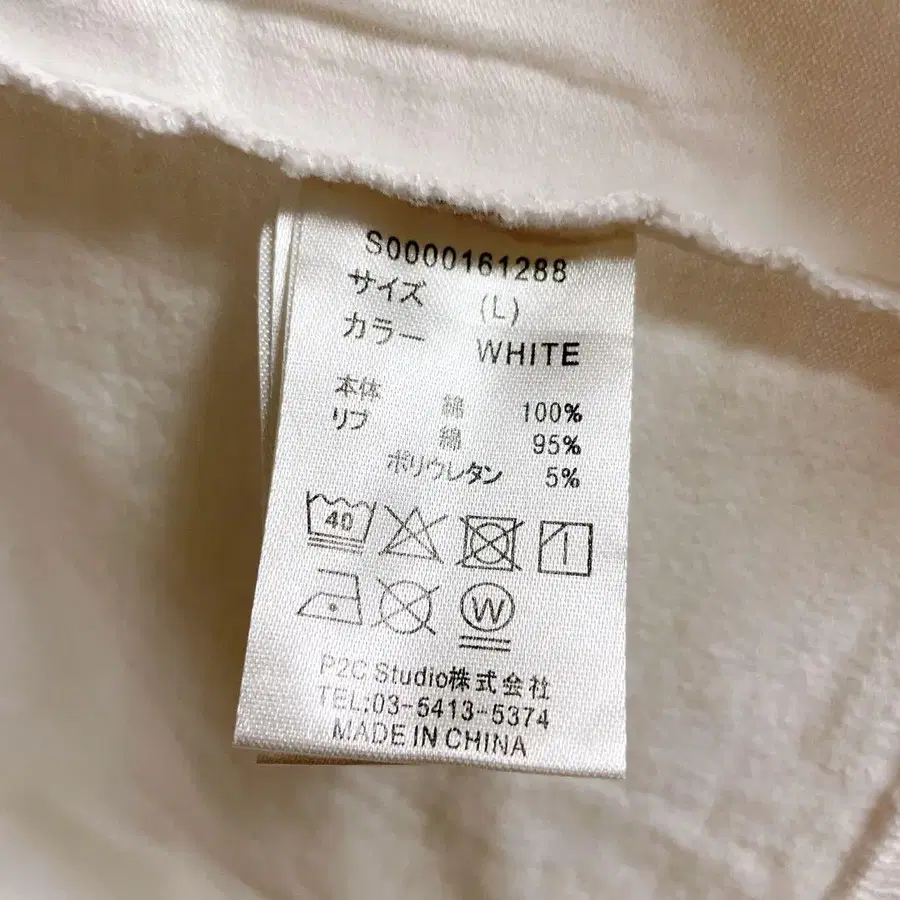 S0000161288
サイズ (L)
カラー WHITE
本体 綿 100%
リブ 綿 95%
ポリウレタン 5%
40
W
P2C Studio株式会社
TEL:03-5413-5374
MADE IN CHINA